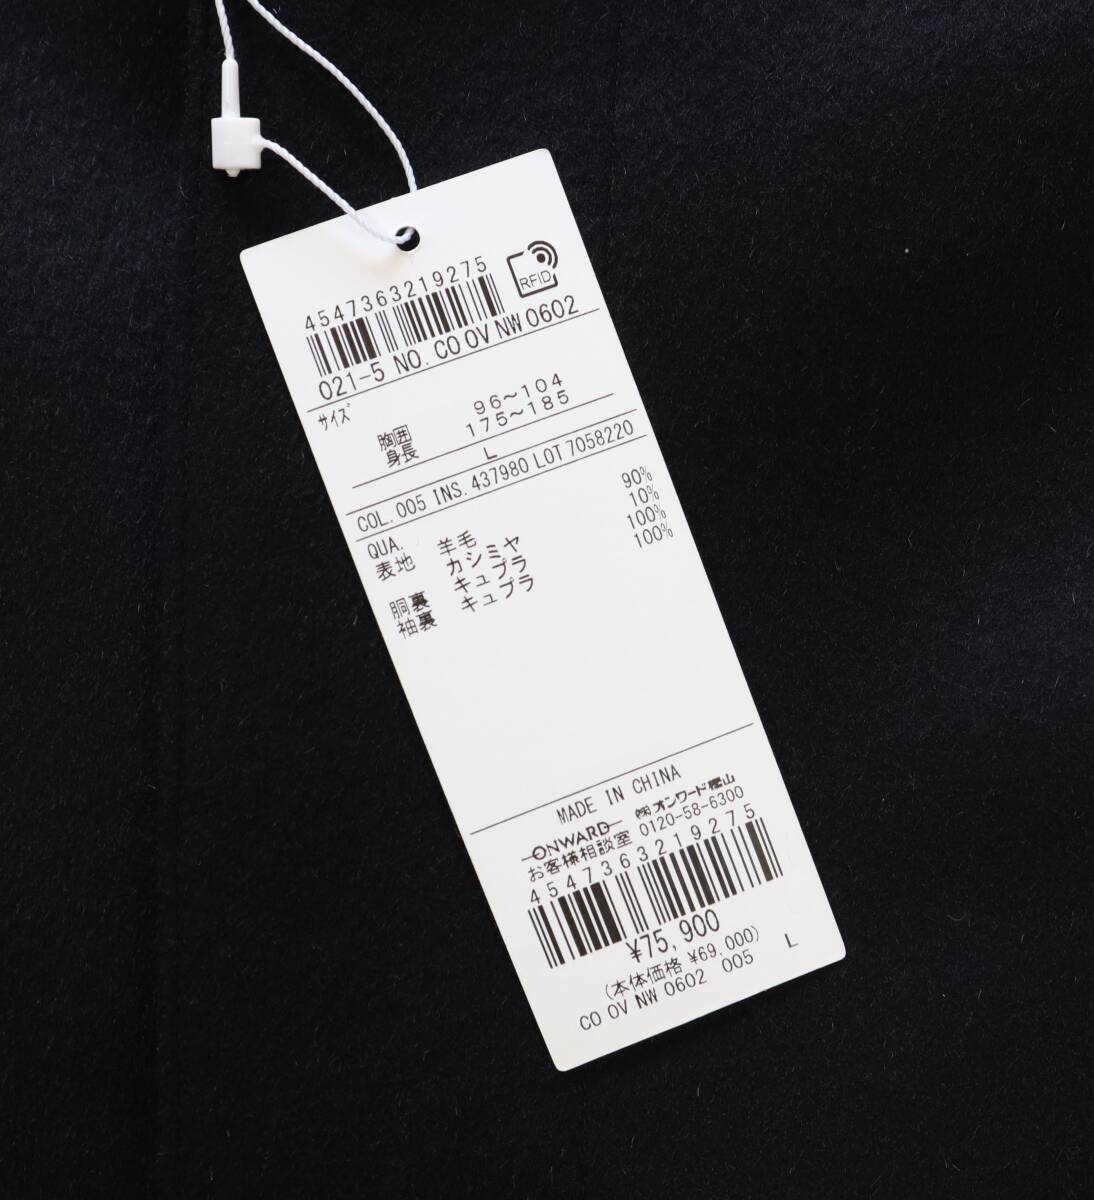 4547363219275
RFID
021-5 NO. CO OV NW 0602
サイズ
胸囲 96～104
身長 175～185
L
COL. 005 INS. 437980 LOT 7058220
QUA.
表地 羊毛 90%
カシミヤ 10%
胴裏 キュプラ 100%
袖裏 キュプラ 100%
MADE IN CHINA
ONWARD ㈱オンワード樫山
お客様相談室 0120-58-6300
4547363219275
¥75,900
(本体価格 ¥69,000)
CO OV NW 0602 005 L